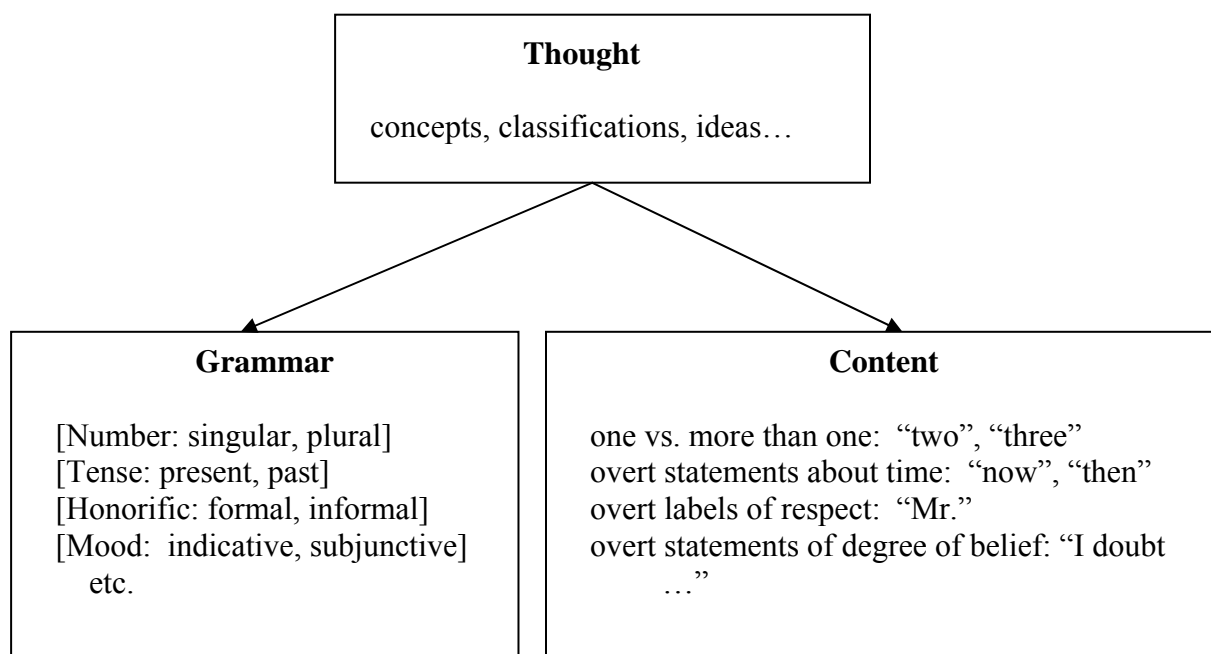 Thought
concepts, classifications, ideas…
Grammar
[Number: singular, plural]
[Tense: present, past]
[Honorific: formal, informal]
[Mood:  indicative, subjunctive]
etc.
Content
one vs. more than one:  “two”, “three”
overt statements about time:  “now”, “then”
overt labels of respect:  “Mr.”
overt statements of degree of belief: “I doubt
…”